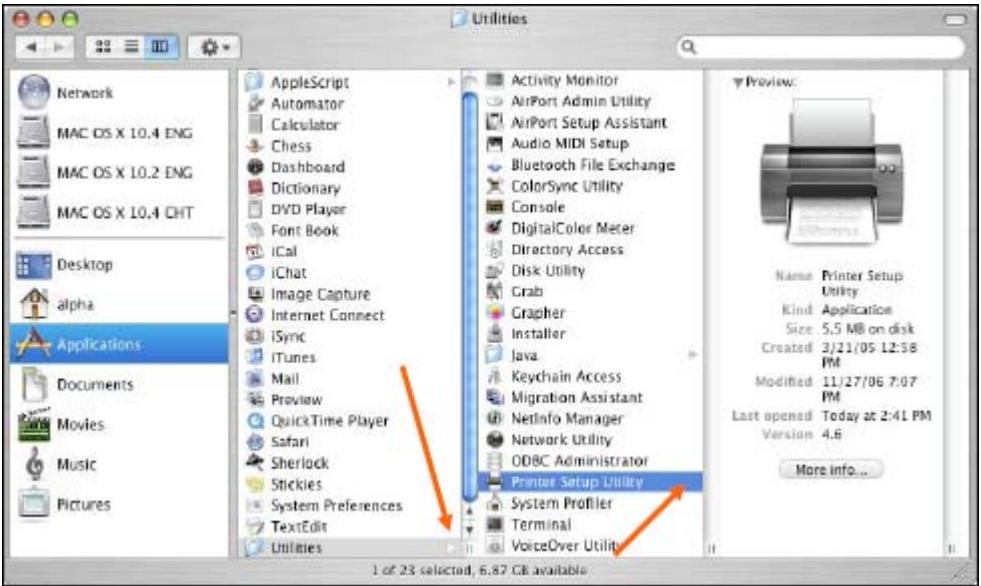 Utilities
Network
MAC OS X 10.4 ENG
MAC OS X 10.2 ENG
MAC OS X 10.4 CHT
Desktop
alpha
Applications
Documents
Movies
Music
Pictures
AppleScript
Automator
Calculator
Chess
Dashboard
Dictionary
DVD Player
Font Book
iCal
iChat
Image Capture
Internet Connect
iSync
iTunes
Mail
Preview
QuickTime Player
Safari
Sherlock
Stickies
System Preferences
TextEdit
Utilities
Activity Monitor
AirPort Admin Utility
AirPort Setup Assistant
Audio MIDI Setup
Bluetooth File Exchange
ColorSync Utility
Console
DigitalColor Meter
Directory Access
Disk Utility
Grab
Grapher
Installer
Java
Keychain Access
Migration Assistant
NetInfo Manager
Network Utility
ODBC Administrator
Printer Setup Utility
System Profiler
Terminal
VoiceOver Utility
Preview:
Name Printer Setup
Utility
Kind Application
Size 5.5 MB on disk
Created 3/21/05 12:58
PM
Modified 11/27/06 7:07
PM
Last opened Today at 2:41 PM
Version 4.6
More info...
1 of 23 selected, 6.87 GB available